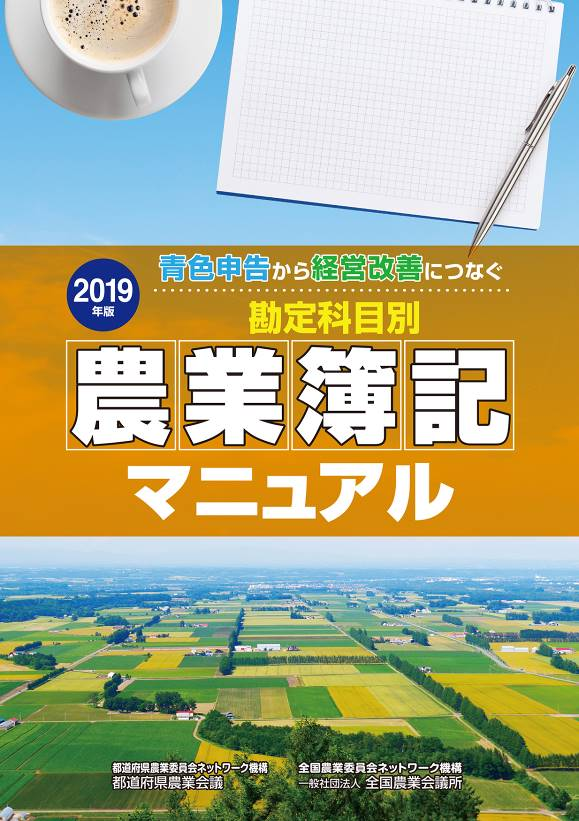 2019
年版
青色申告から経営改善につなぐ
勘定科目別
農業簿記
マニュアル
都道府県農業委員会ネットワーク機構
都道府県農業会議
全国農業委員会ネットワーク機構
一般社団法人 全国農業会議所